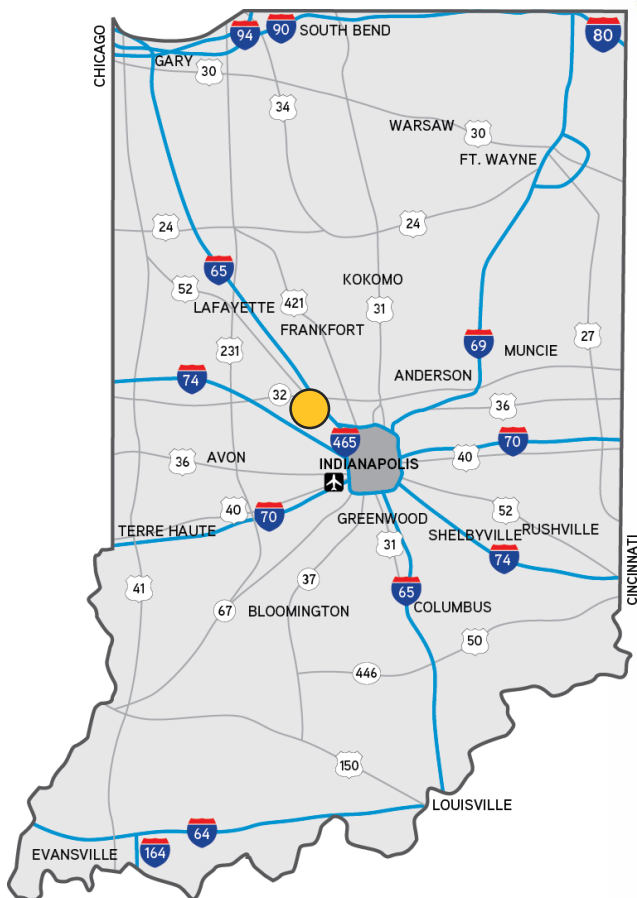 94
90
SOUTH BEND
80
CHICAGO
GARY
30
34
WARSAW
30
FT. WAYNE
24
24
65
KOKOMO
52
421
LAFAYETTE
31
FRANKFORT
27
231
69
MUNCIE
74
ANDERSON
32
36
465
70
AVON
40
36
INDIANAPOLIS
40
70
GREENWOOD
52
TERRE HAUTE
SHELBYVILLE
RUSHVILLE
31
74
CINCINNATI
41
37
65
67
BLOOMINGTON
COLUMBUS
50
446
150
LOUISVILLE
64
EVANSVILLE
164